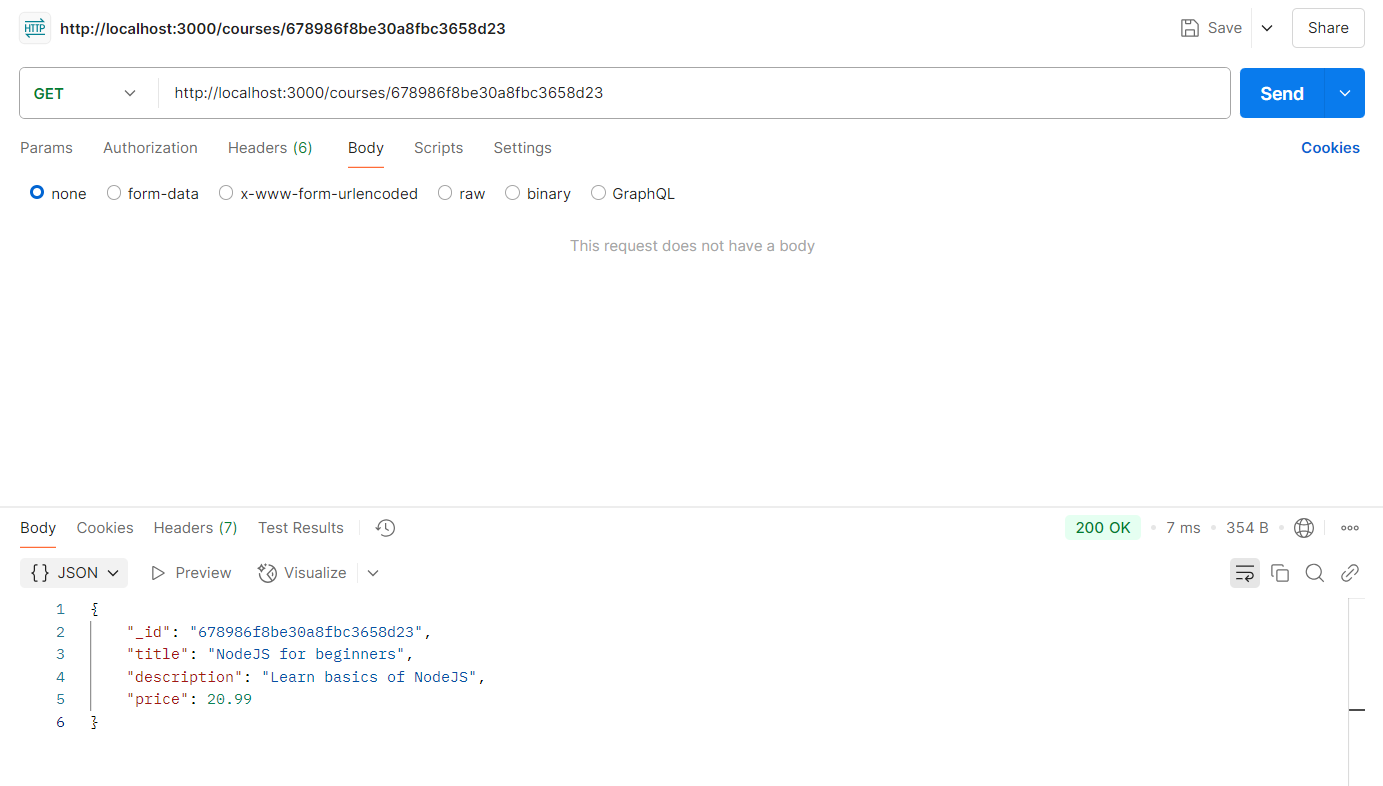 HTTP http://localhost:3000/courses/678986f8be30a8fbc3658d23 Save Share
GET http://localhost:3000/courses/678986f8be30a8fbc3658d23 Send
Params Authorization Headers (6) Body Scripts Settings Cookies
none form-data x-www-form-urlencoded raw binary GraphQL
This request does not have a body
Body Cookies Headers (7) Test Results 200 OK 7 ms 354 B
{} JSON Preview Visualize
1 {
2 "_id": "678986f8be30a8fbc3658d23",
3 "title": "NodeJS for beginners",
4 "description": "Learn basics of NodeJS",
5 "price": 20.99
6 }